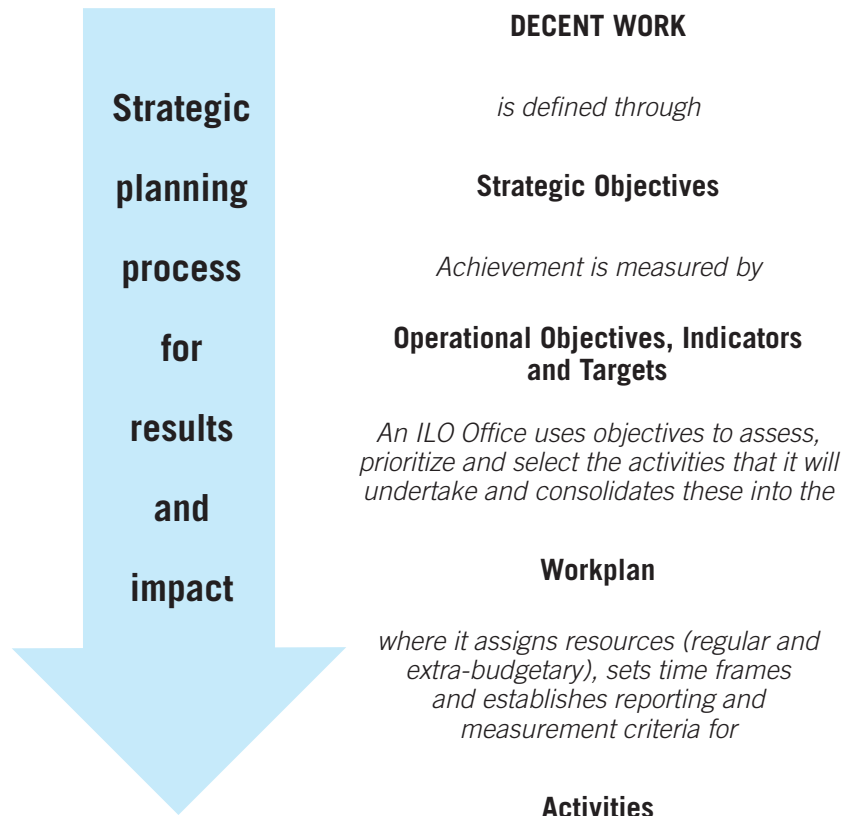 Strategic
planning
process
for
results
and
impact
DECENT WORK
is defined through
Strategic Objectives
Achievement is measured by
Operational Objectives, Indicators
and Targets
An ILO Office uses objectives to assess,
prioritize and select the activities that it will
undertake and consolidates these into the
Workplan
where it assigns resources (regular and
extra-budgetary), sets time frames
and establishes reporting and
measurement criteria for
Activities